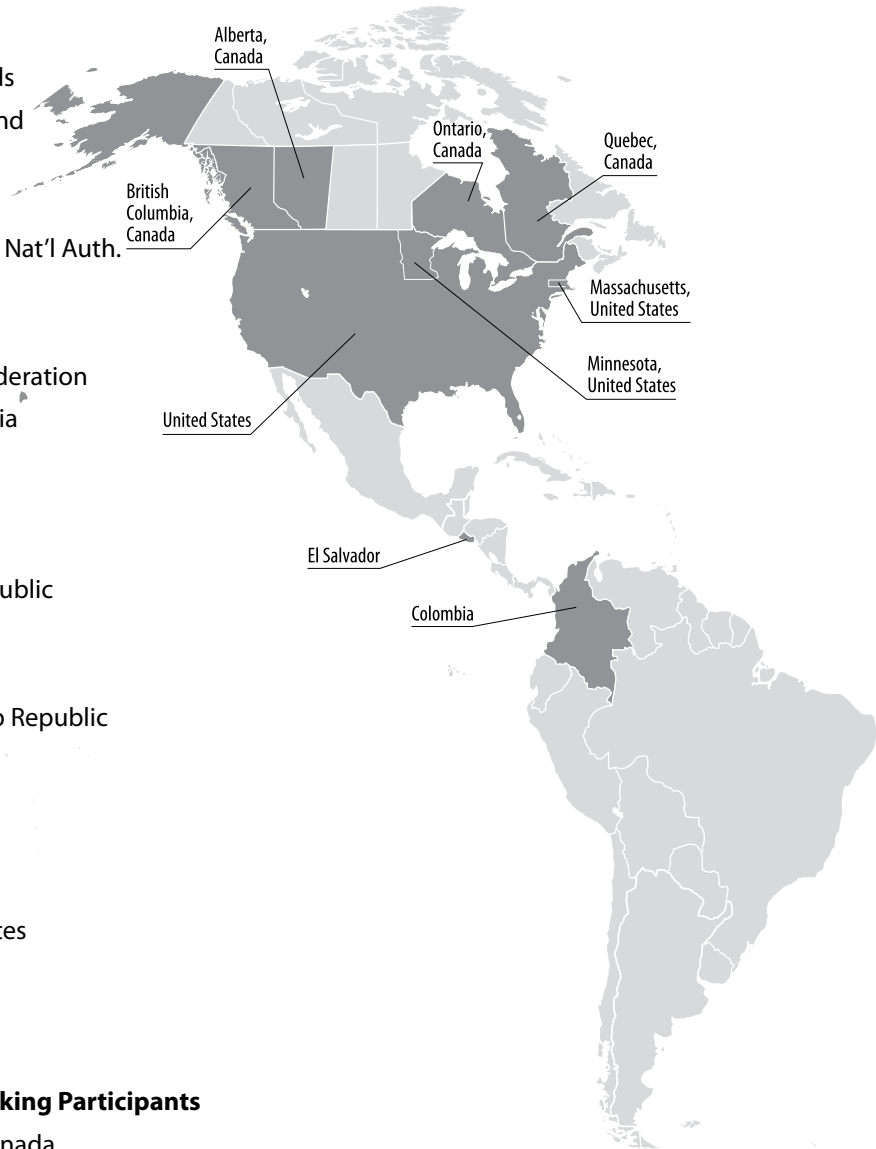 ls
nd
Nat’l Auth.
deration
ia
ublic
o Republic
tes
king Participants
nada
Alberta,
Canada
Ontario,
Canada
Quebec,
Canada
British
Columbia,
Canada
Massachusetts,
United States
Minnesota,
United States
United States
El Salvador
Colombia